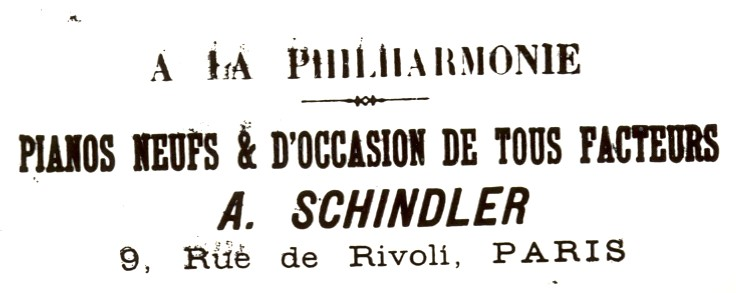 A LA PHILHARMONIE
PIANOS NEUFS & D'OCCASION DE TOUS FACTEURS
A. SCHINDLER
9, Rue de Rivoli, PARIS